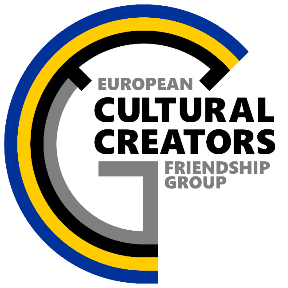 EUROPEAN
CULTURAL
CREATORS
FRIENDSHIP
GROUP